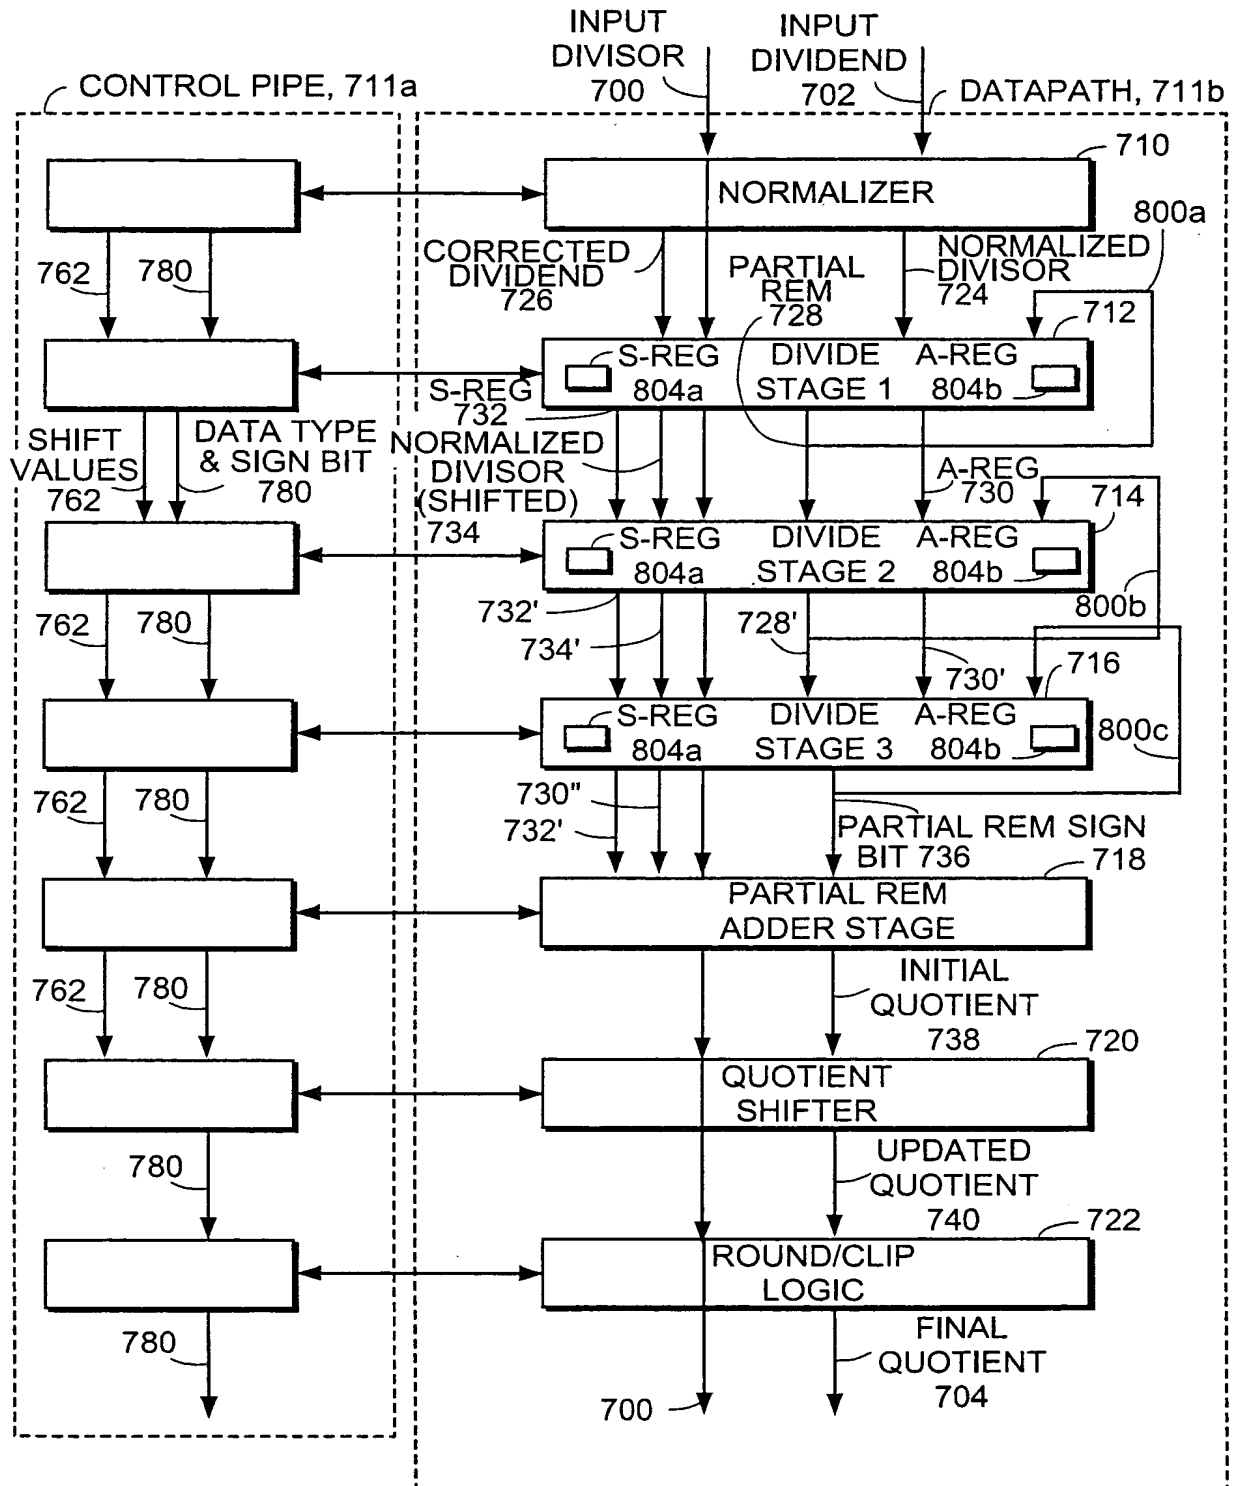 INPUT
DIVISOR
700
INPUT
DIVIDEND
702
CONTROL PIPE, 711a
DATAPATH, 711b
710
NORMALIZER
762
780
CORRECTED
DIVIDEND
726
PARTIAL
REM
728
NORMALIZED
DIVISOR
724
800a
712
S-REG
804a
DIVIDE
STAGE 1
A-REG
804b
S-REG
732
SHIFT
VALUES
762
DATA TYPE
& SIGN BIT
780
NORMALIZED
DIVISOR
(SHIFTED)
734
A-REG
730
714
S-REG
804a
DIVIDE
STAGE 2
A-REG
804b
800b
762
780
732'
734'
728'
730'
716
S-REG
804a
DIVIDE
STAGE 3
A-REG
804b
800c
762
780
730"
732'
PARTIAL REM SIGN
BIT 736
718
PARTIAL REM
ADDER STAGE
762
780
INITIAL
QUOTIENT
738
720
QUOTIENT
SHIFTER
780
UPDATED
QUOTIENT
740
722
ROUND/CLIP
LOGIC
780
700
FINAL
QUOTIENT
704